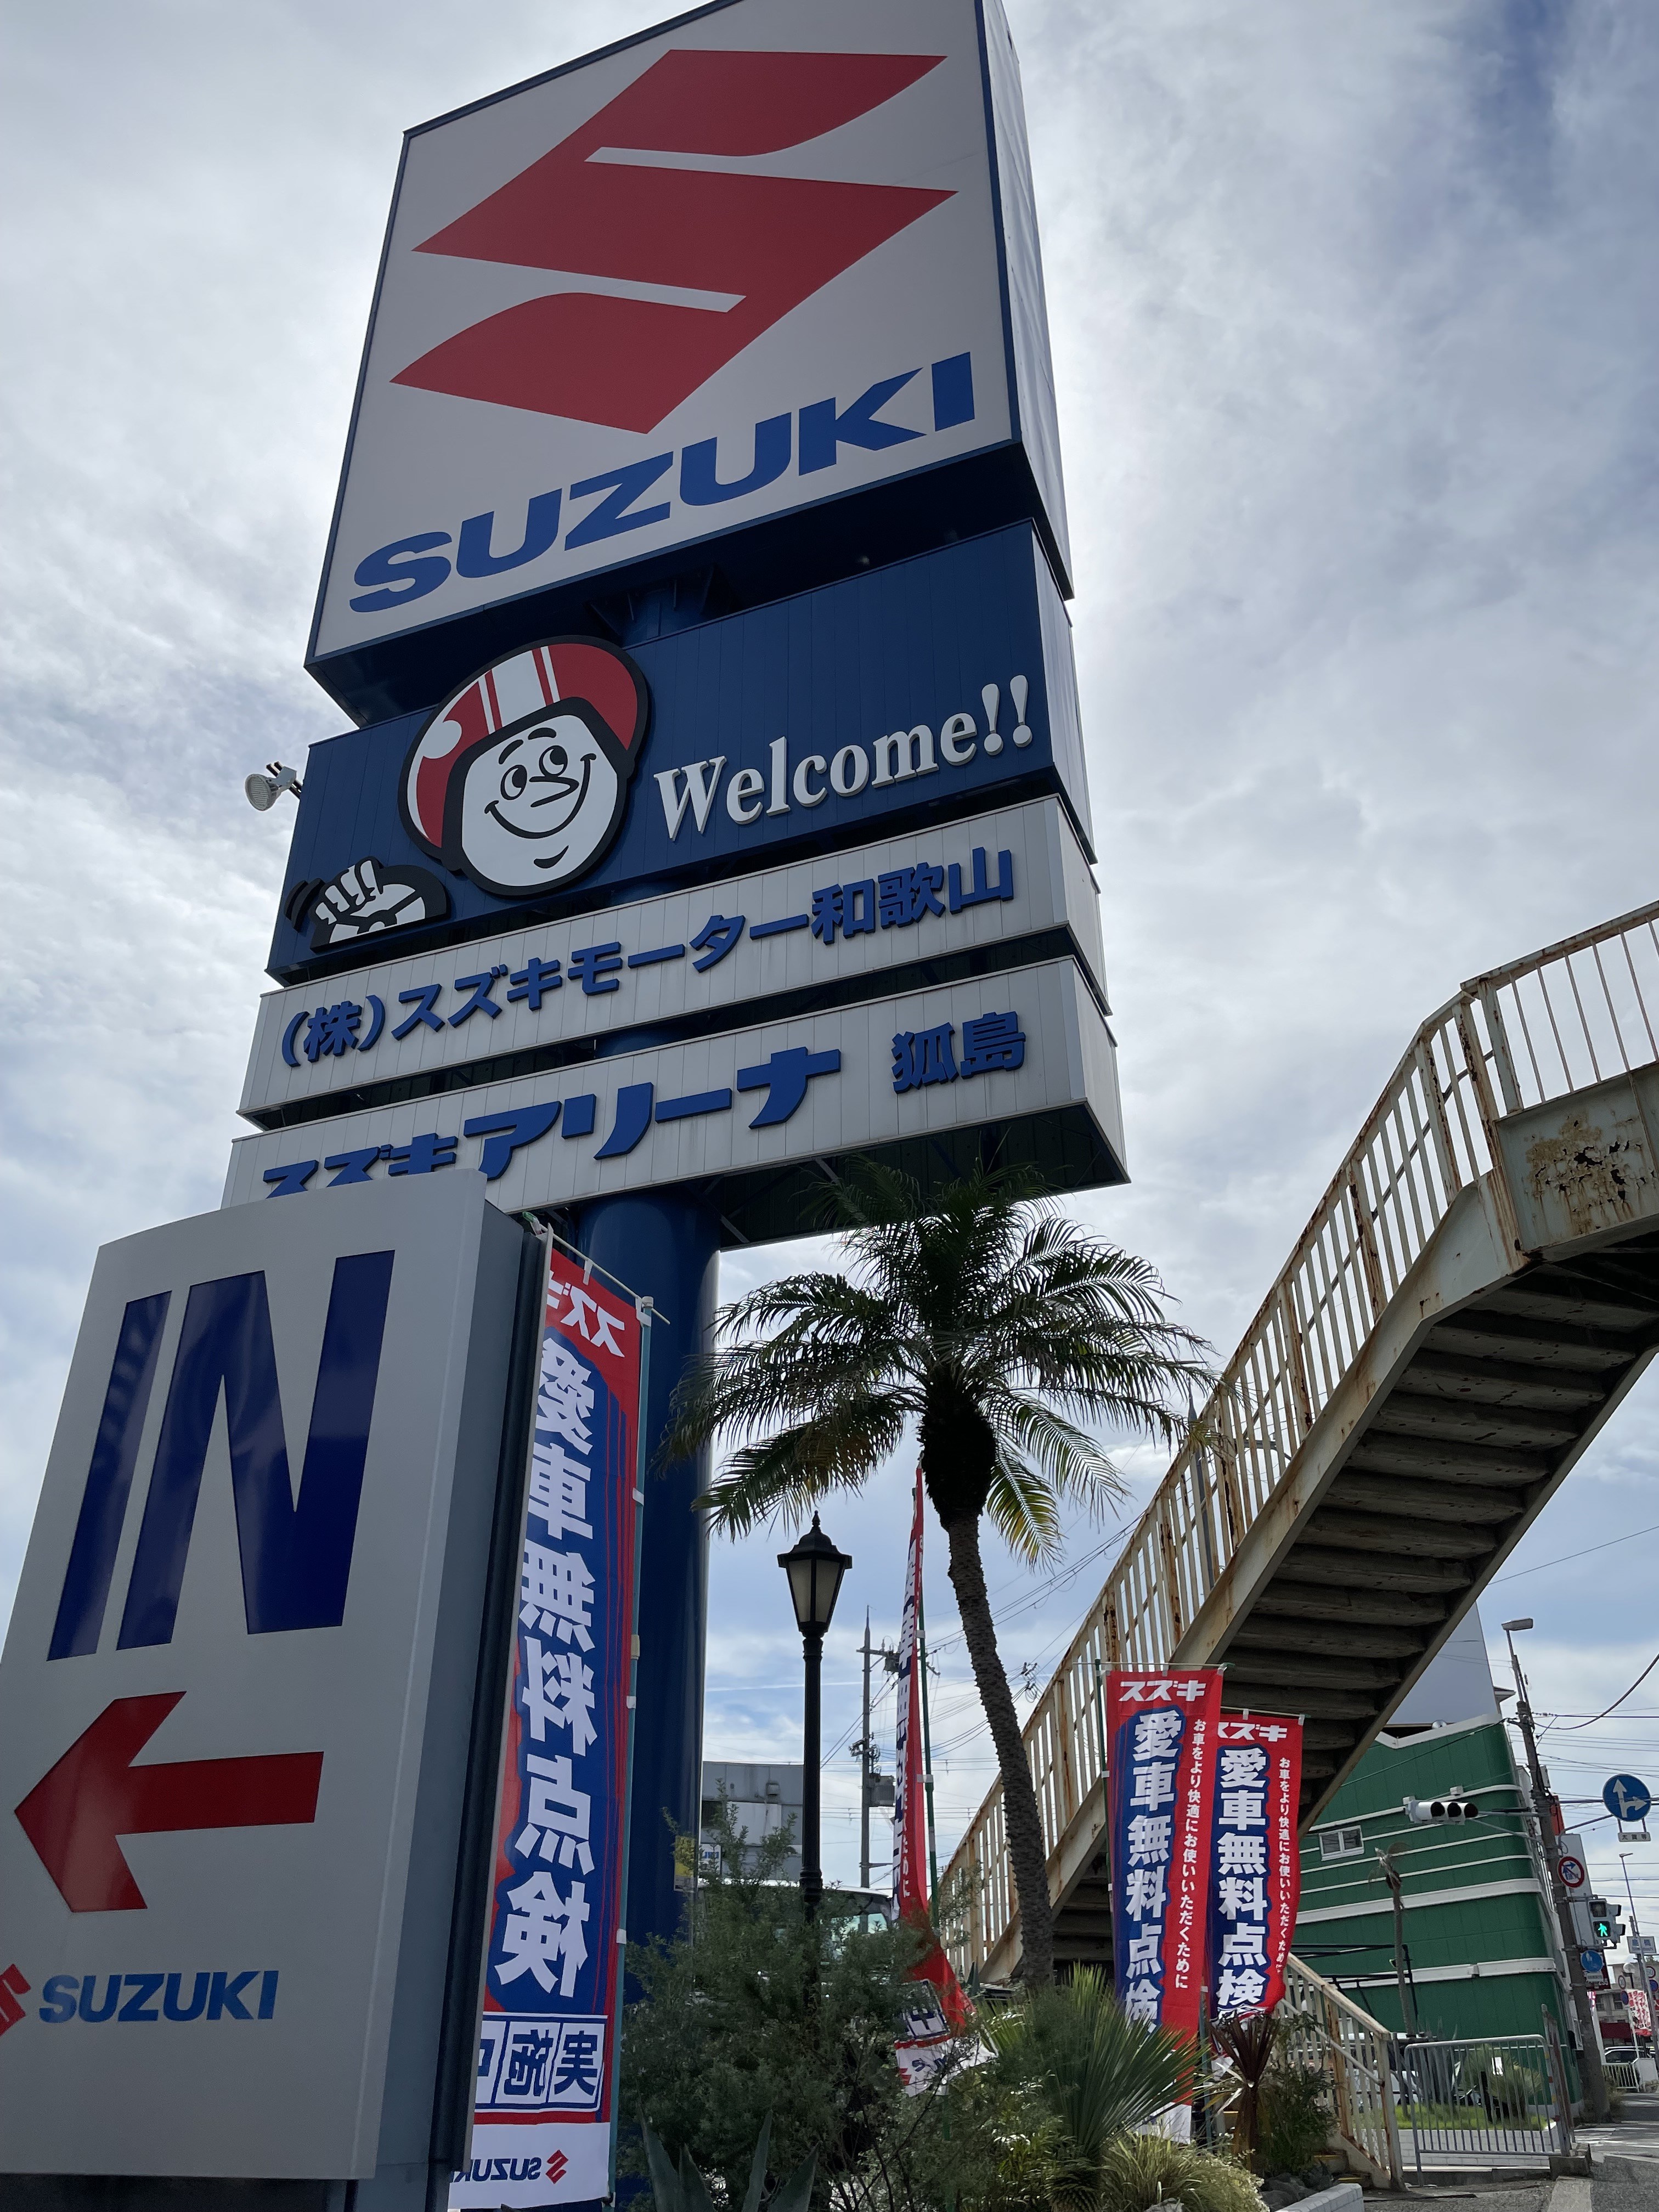 SUZUKI
Welcome!!
(株)スズキモーター和歌山
スズキアリーナ 狐島
IN
SUZUKI
愛車無料点検
実施中
SUZUKI
スズキ
愛車無料点検
お車をより快適にお使いいただくために
スズキ
愛車無料点検
お車をより快適にお使いいただくために